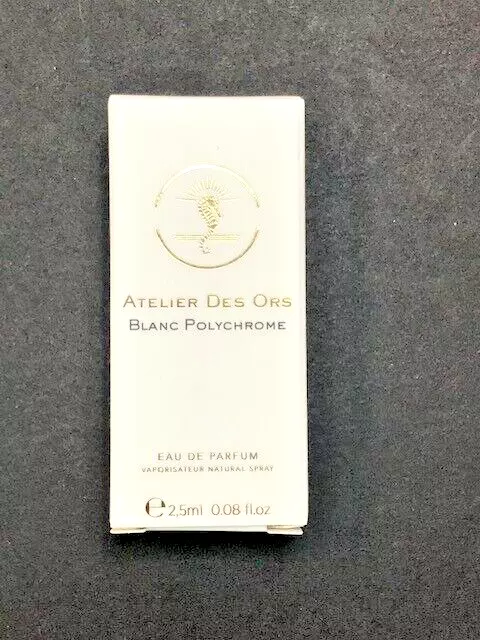 ATELIER DES ORS
BLANC POLYCHROME
EAU DE PARFUM
VAPORISATEUR NATURAL SPRAY
℮ 2,5ml 0.08 fl.oz